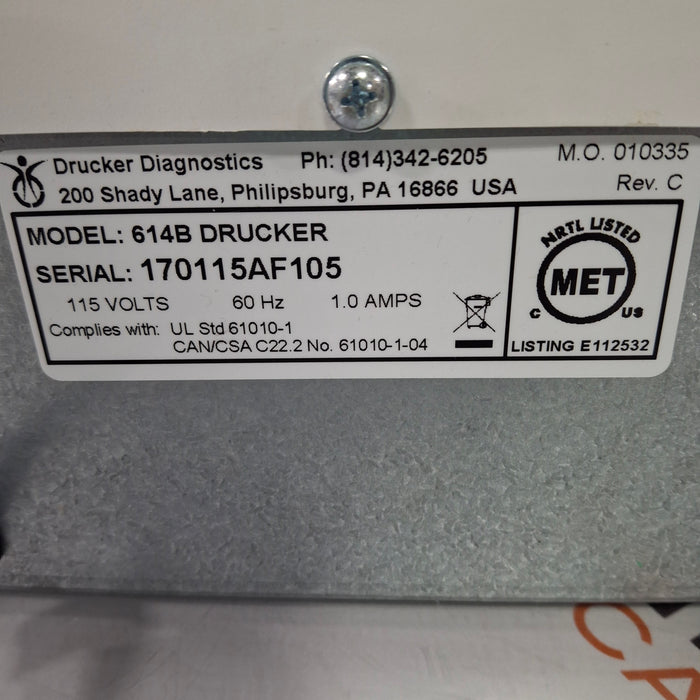 Drucker Diagnostics Ph: (814)342-6205 M.O. 010335
200 Shady Lane, Philipsburg, PA 16866 USA Rev. C
MODEL: 614B DRUCKER
SERIAL: 170115AF105
115 VOLTS 60 Hz 1.0 AMPS
Complies with: UL Std 61010-1
CAN/CSA C22.2 No. 61010-1-04
NRTL LISTED
MET
C US
LISTING E112532
CA